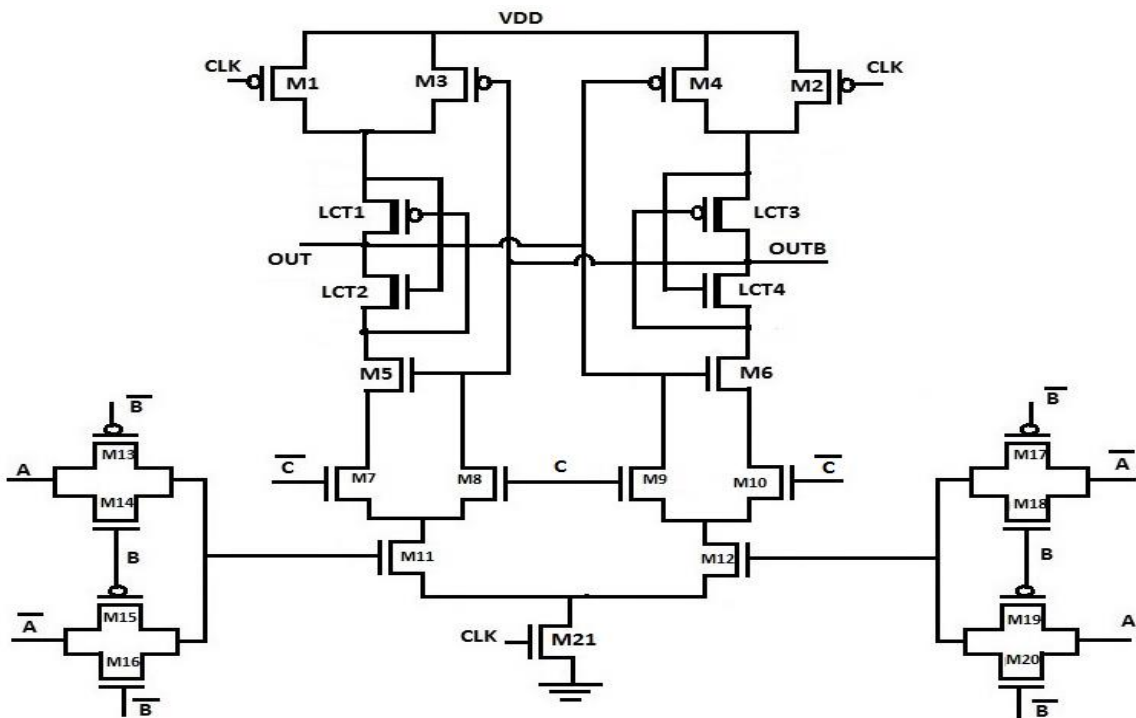 VDD
CLK
M1
M3
M4
M2
CLK
LCT1
LCT3
OUT
OUTB
LCT2
LCT4
M5
M6
B̅
B̅
A
M13
C̅
M7
M8
C
M9
M10
C̅
M17
A̅
M14
M18
B
M11
M12
B
A̅
M15
M19
A
CLK
M21
M16
M20
B̅
B̅